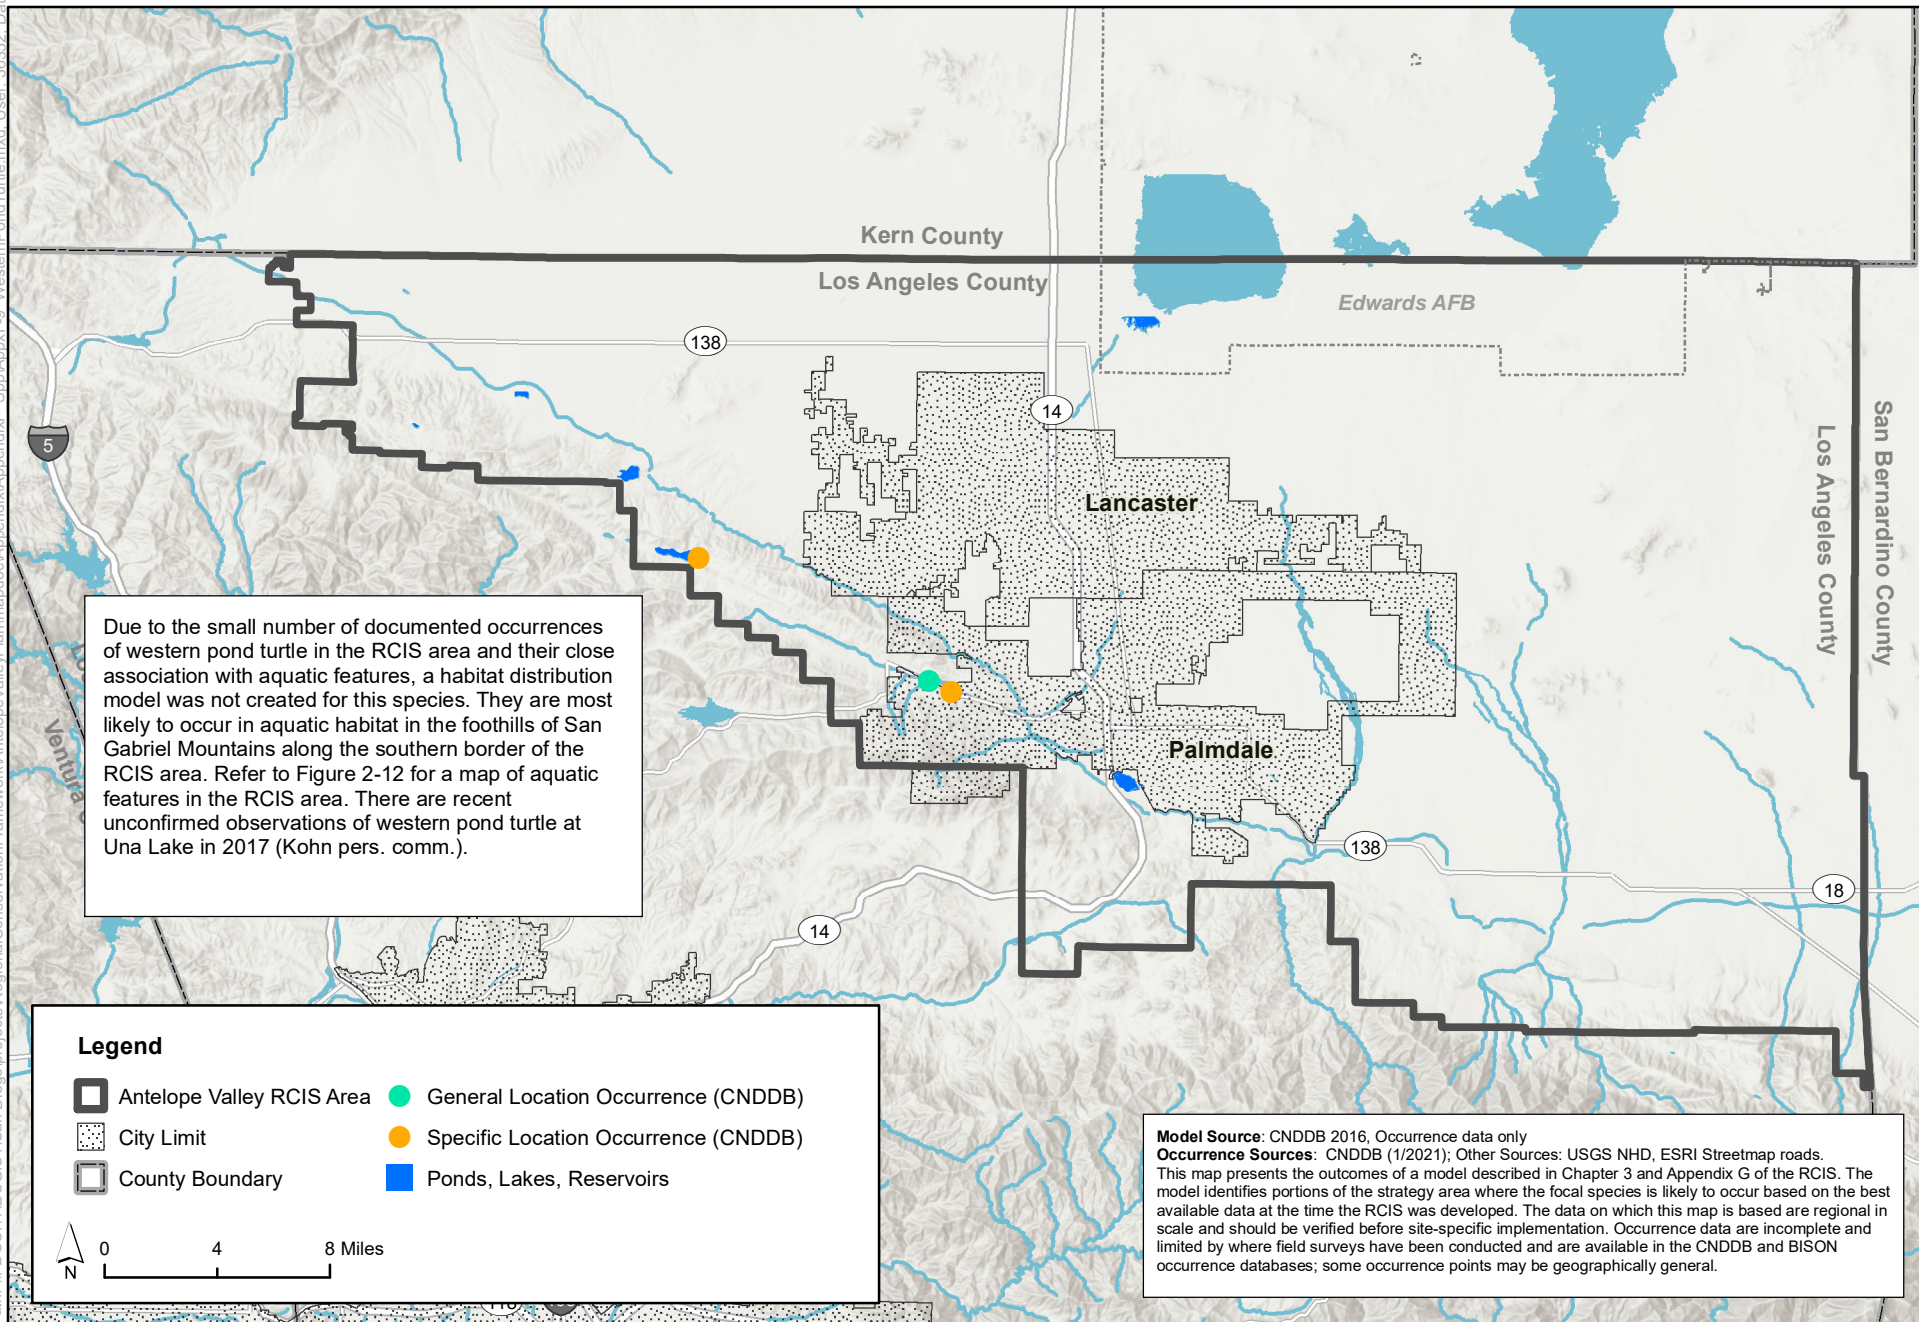 Kern County
Los Angeles County
Edwards AFB
138
14
5
Lancaster
San Bernardino County
Los Angeles County
Due to the small number of documented occurrences
of western pond turtle in the RCIS area and their close
association with aquatic features, a habitat distribution
model was not created for this species. They are most
likely to occur in aquatic habitat in the foothills of San
Gabriel Mountains along the southern border of the
RCIS area. Refer to Figure 2-12 for a map of aquatic
features in the RCIS area. There are recent
unconfirmed observations of western pond turtle at
Una Lake in 2017 (Kohn pers. comm.).
Ventura
Palmdale
138
18
14
Legend
Antelope Valley RCIS Area
City Limit
County Boundary
General Location Occurrence (CNDDB)
Specific Location Occurrence (CNDDB)
Ponds, Lakes, Reservoirs
N
0 4 8 Miles
Model Source: CNDDB 2016, Occurrence data only
Occurrence Sources: CNDDB (1/2021); Other Sources: USGS NHD, ESRI Streetmap roads.
This map presents the outcomes of a model described in Chapter 3 and Appendix G of the RCIS. The
model identifies portions of the strategy area where the focal species is likely to occur based on the best
available data at the time the RCIS was developed. The data on which this map is based are regional in
scale and should be verified before site-specific implementation. Occurrence data are incomplete and
limited by where field surveys have been conducted and are available in the CNDDB and BISON
occurrence databases; some occurrence points may be geographically general.